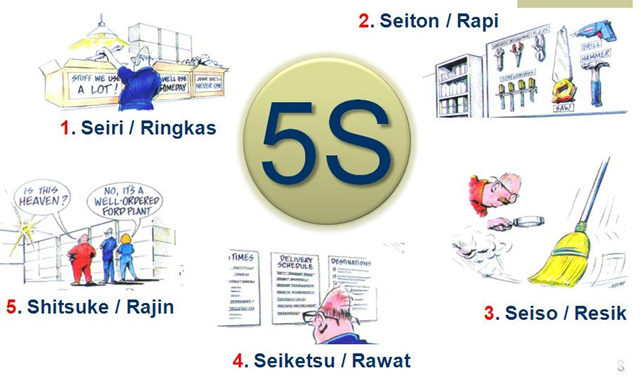 2. Seiton / Rapi
STUFF WE USE
A LOT!
WELL USE
SOMEDAY
JUNK WE'LL
NEVER USE!
1. Seiri / Ringkas
5S
DRILL
HAMMER
SAW
IS THIS
HEAVEN?
NO, IT'S A
WELL-ORDERED
FORD PLANT
5. Shitsuke / Rajin
TIMES
DELIVERY
SCHEDULE
DESTINATIONS
4. Seiketsu / Rawat
3. Seiso / Resik
8